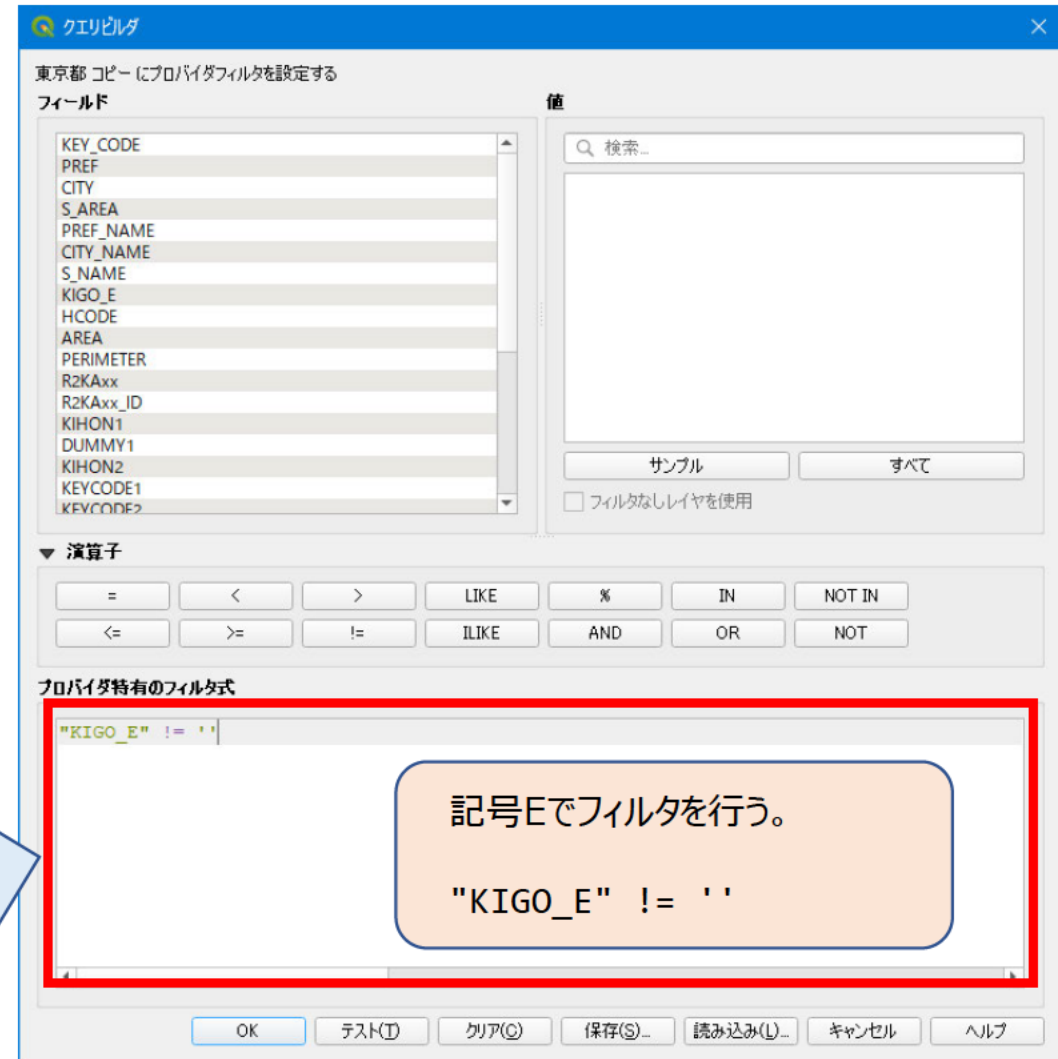 クエリビルダ
東京都 コピー にプロバイダフィルタを設定する
フィールド
値
KEY_CODE
PREF
CITY
S_AREA
PREF_NAME
CITY_NAME
S_NAME
KIGO_E
HCODE
AREA
PERIMETER
R2KAxx
R2KAxx_ID
KIHON1
DUMMY1
KIHON2
KEYCODE1
KEYCODE2
検索...
サンプル
すべて
フィルタなしレイヤを使用
演算子
= < > LIKE % IN NOT IN
<= >= != ILIKE AND OR NOT
プロバイダ特有のフィルタ式
"KIGO_E" != ''
記号Eでフィルタを行う。
"KIGO_E" != ''
OK テスト(T) クリア(C) 保存(S)... 読み込み(L)... キャンセル ヘルプ